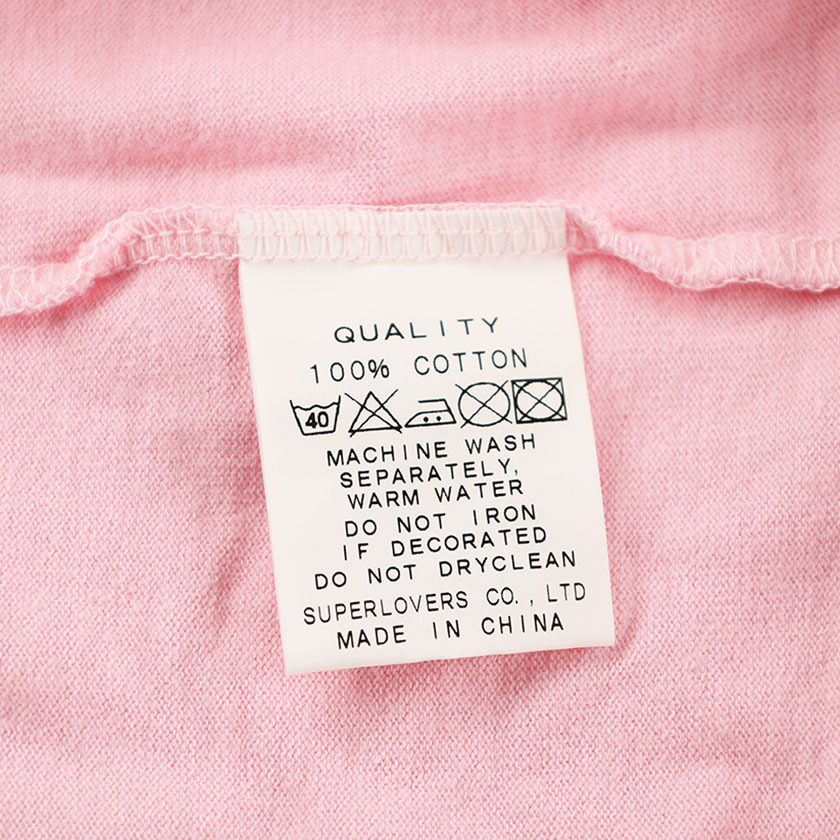 QUALITY
100% COTTON
40
MACHINE WASH
SEPARATELY,
WARM WATER
DO NOT IRON
IF DECORATED
DO NOT DRYCLEAN
SUPERLOVERS CO., LTD
MADE IN CHINA